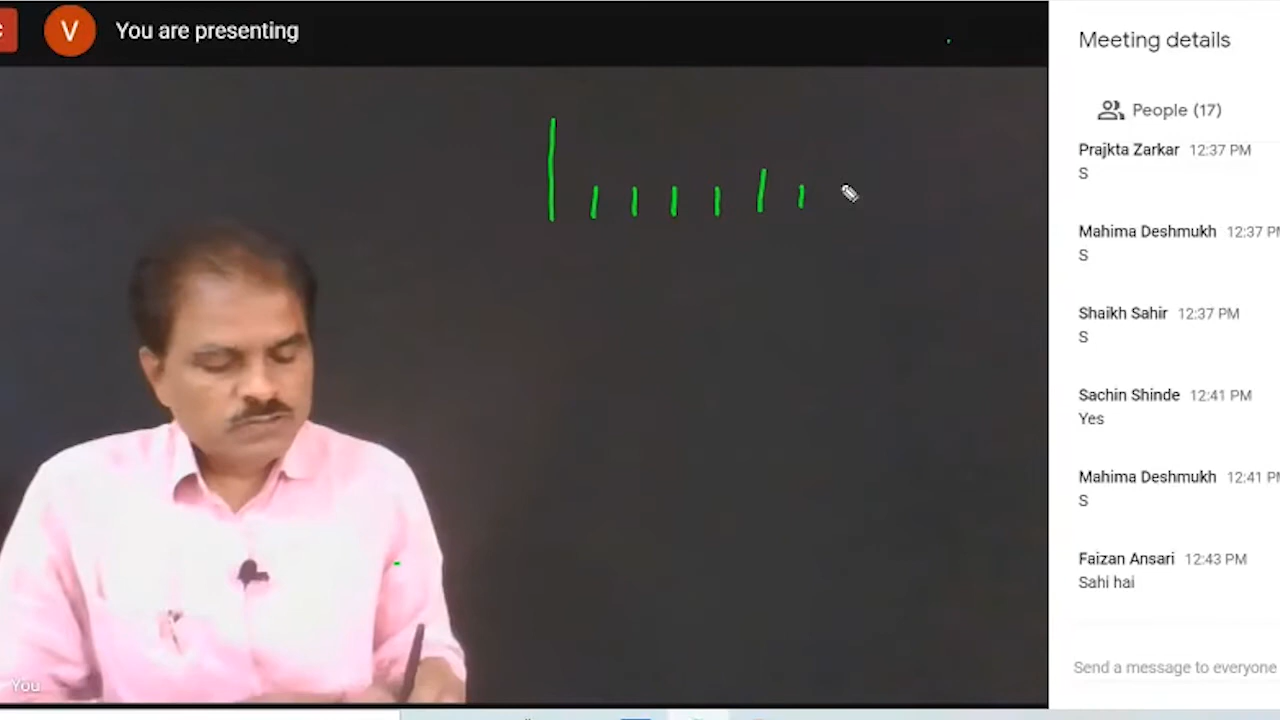 V
You are presenting
Meeting details
People (17)
Prajkta Zarkar 12:37 PM
S
Mahima Deshmukh 12:37 PM
S
Shaikh Sahir 12:37 PM
S
Sachin Shinde 12:41 PM
Yes
Mahima Deshmukh 12:41 PM
S
Faizan Ansari 12:43 PM
Sahi hai
Send a message to everyone
You